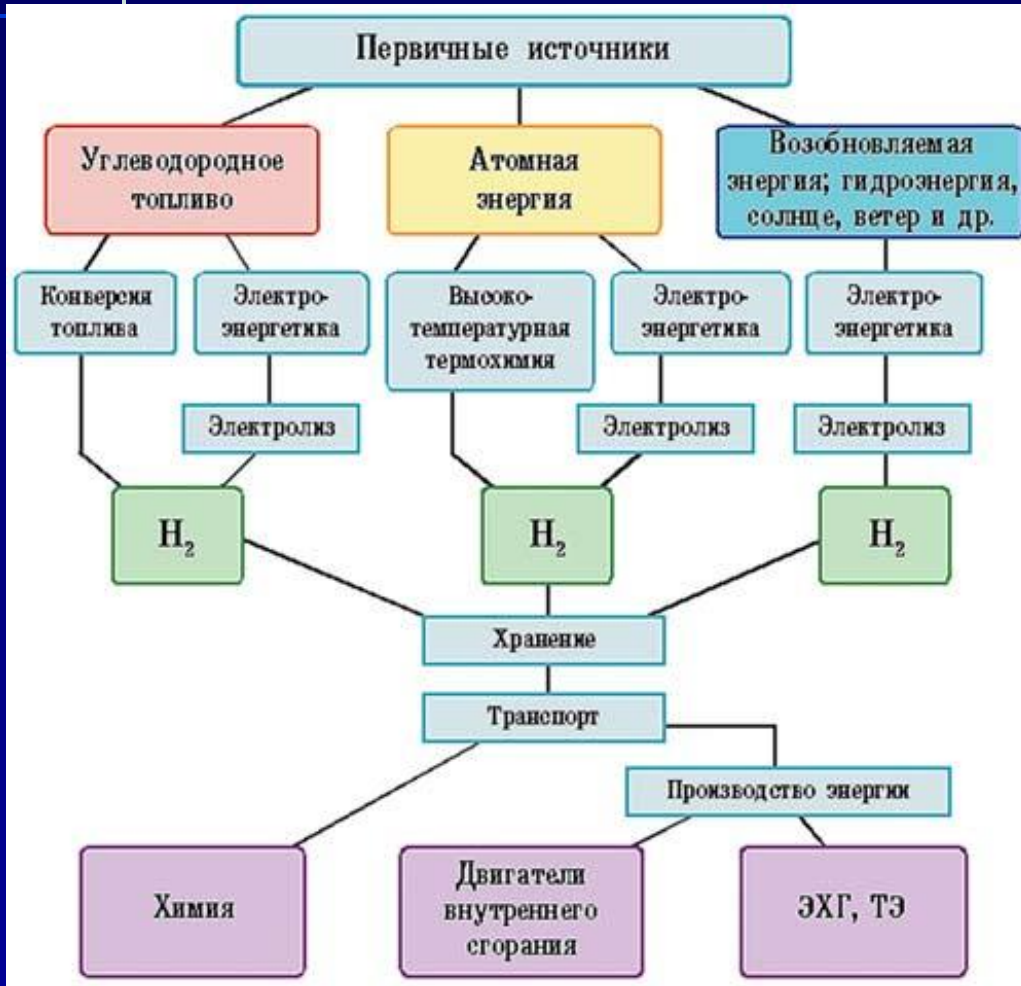 Первичные источники
Углеводородное
топливо
Атомная
энергия
Возобновляемая
энергия; гидроэнергия,
солнце, ветер и др.
Конверсия
топлива
Электро-
энергетика
Высоко-
температурная
термохимия
Электро-
энергетика
Электро-
энергетика
Электролиз
Электролиз
Электролиз
H₂
H₂
H₂
Хранение
Транспорт
Производство энергии
Химия
Двигатели
внутреннего
сгорания
ЭХГ, ТЭ